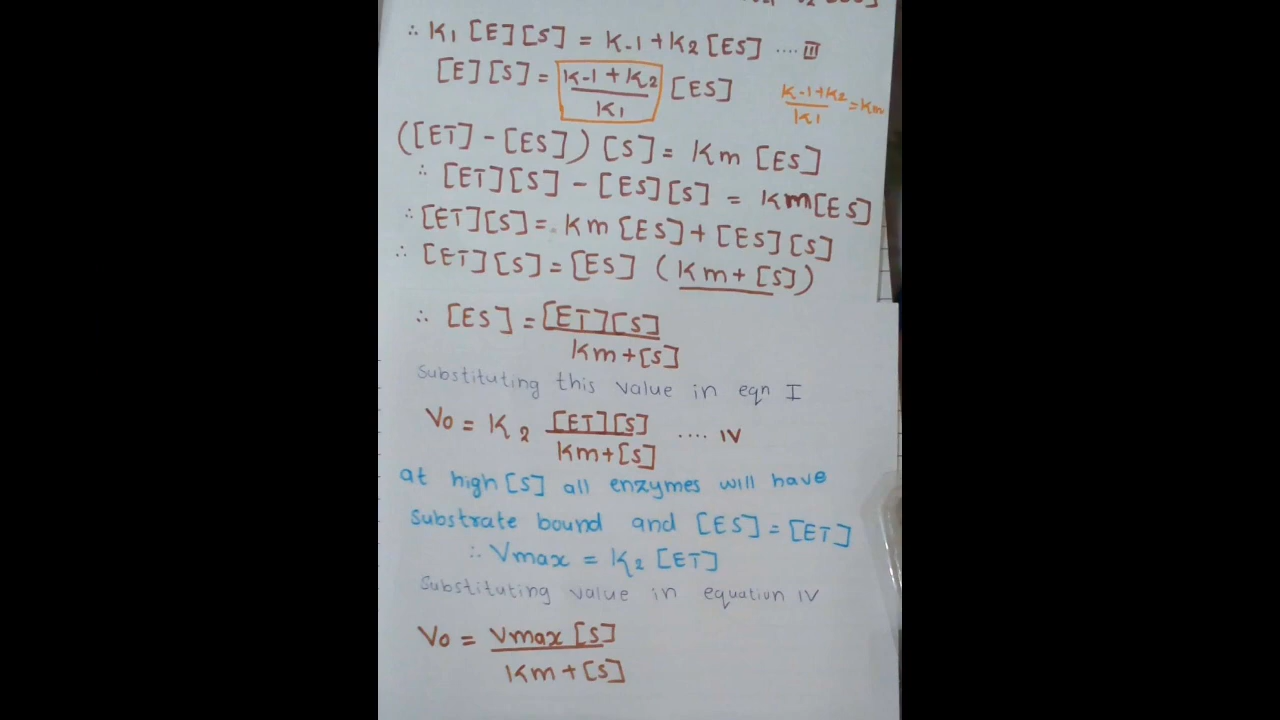 ∴ K1 [E][S] = K-1 + K2 [ES] .... III
[E][S] = K-1 + K2 / K1 [ES]
K-1 + K2 / K1 = Km
([ET] - [ES]) [S] = Km [ES]
∴ [ET][S] - [ES][S] = Km[ES]
∴ [ET][S] = Km [ES] + [ES][S]
∴ [ET][S] = [ES] (Km + [S])
∴ [ES] = [ET][S] / Km + [S]
Substituting this value in eqn I
Vo = K2 [ET][S] / Km + [S] .... IV
at high [S] all enzymes will have
substrate bound and [ES] = [ET]
∴ Vmax = K2 [ET]
Substituting value in equation IV
Vo = Vmax [S] / Km + [S]